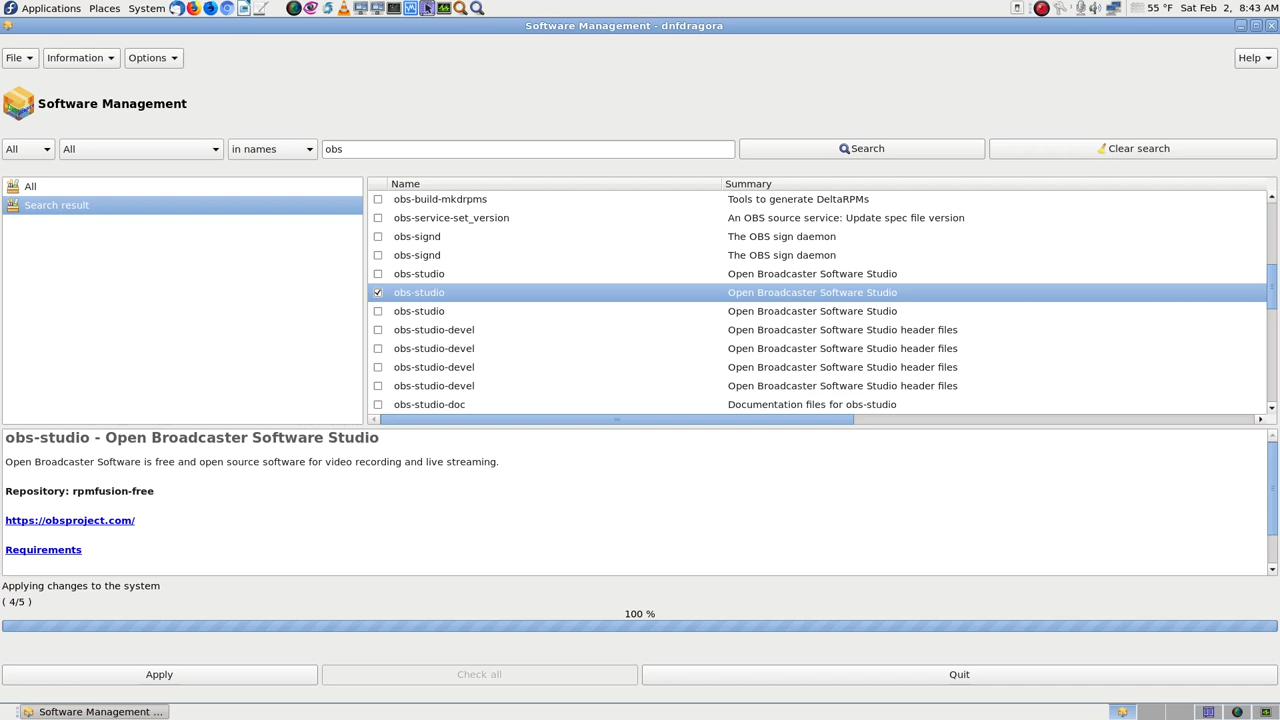 Applications Places System 55 °F Sat Feb 2, 8:43 AM
Software Management - dnfdragora
File Information Options Help
Software Management
All All in names obs Search Clear search
All
Search result
Name Summary
obs-build-mkdrpms Tools to generate DeltaRPMs
obs-service-set_version An OBS source service: Update spec file version
obs-signd The OBS sign daemon
obs-signd The OBS sign daemon
obs-studio Open Broadcaster Software Studio
obs-studio Open Broadcaster Software Studio
obs-studio Open Broadcaster Software Studio
obs-studio-devel Open Broadcaster Software Studio header files
obs-studio-devel Open Broadcaster Software Studio header files
obs-studio-devel Open Broadcaster Software Studio header files
obs-studio-devel Open Broadcaster Software Studio header files
obs-studio-doc Documentation files for obs-studio
obs-studio - Open Broadcaster Software Studio
Open Broadcaster Software is free and open source software for video recording and live streaming.
Repository: rpmfusion-free
https://obsproject.com/
Requirements
Applying changes to the system
( 4/5 )
100 %
Apply Check all Quit
Software Management ...